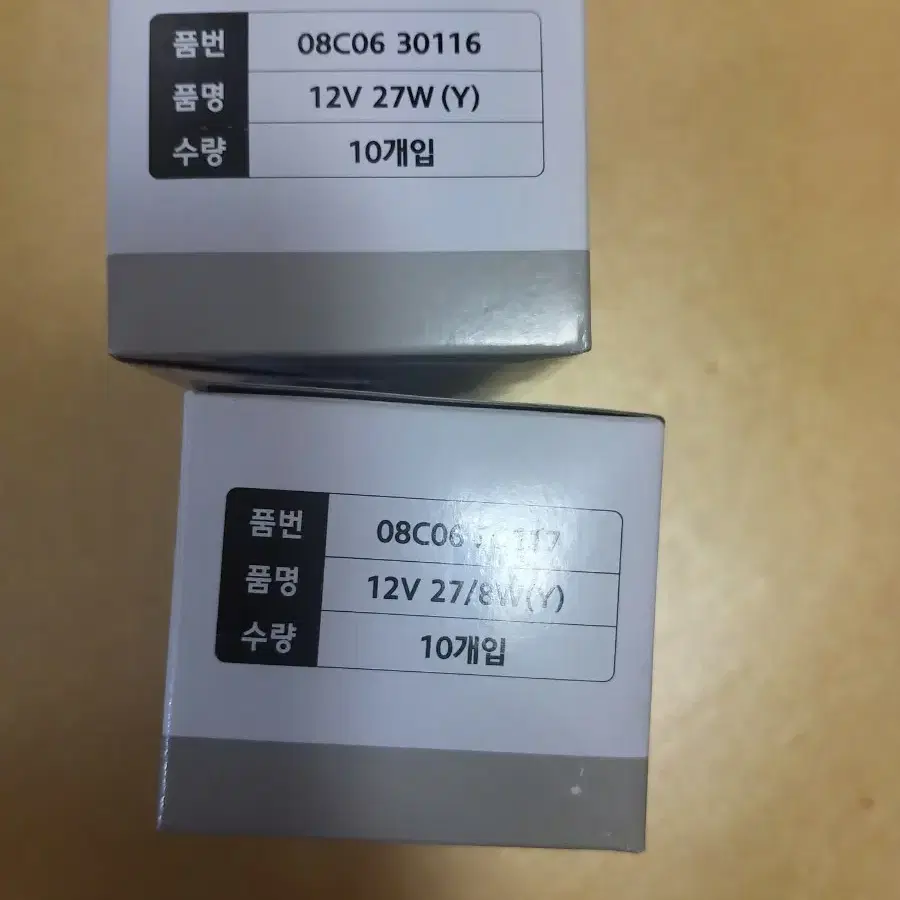 품번 08C06 30116
품명 12V 27W (Y)
수량 10개입
품번 08C06
품명 12V 27/8W(Y)
수량 10개입